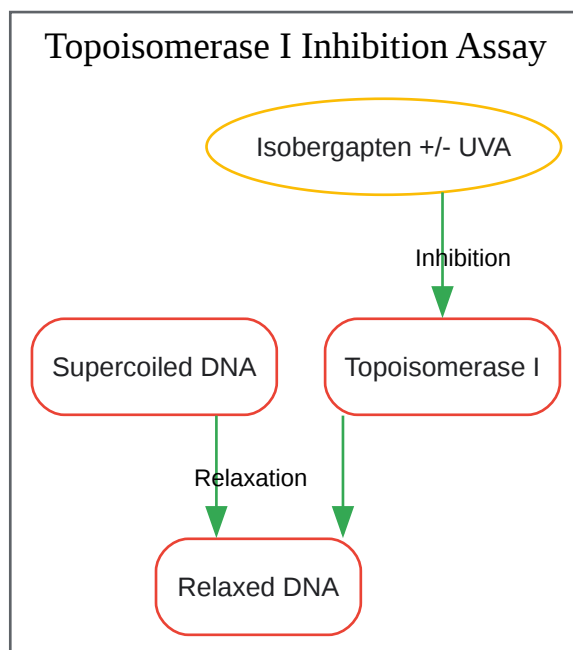 Topoisomerase I Inhibition Assay
Isobergapten +/- UVA
Inhibition
Supercoiled DNA
Topoisomerase I
Relaxation
Relaxed DNA